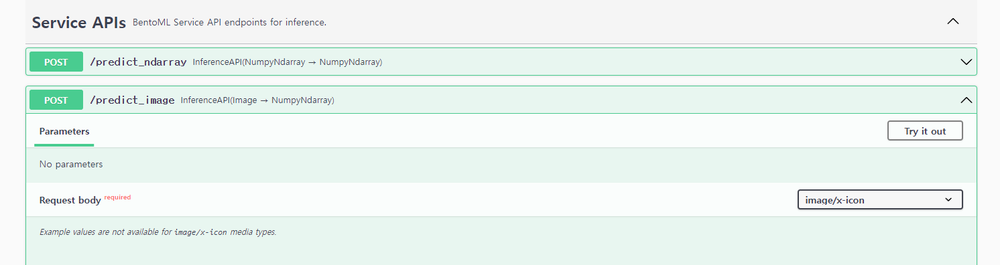 Service APIs BentoML Service API endpoints for inference.
POST /predict_ndarray InferenceAPI(NumpyNdarray → NumpyNdarray)
POST /predict_image InferenceAPI(Image → NumpyNdarray)
Parameters Try it out
No parameters
Request body required image/x-icon
Example values are not available for image/x-icon media types.